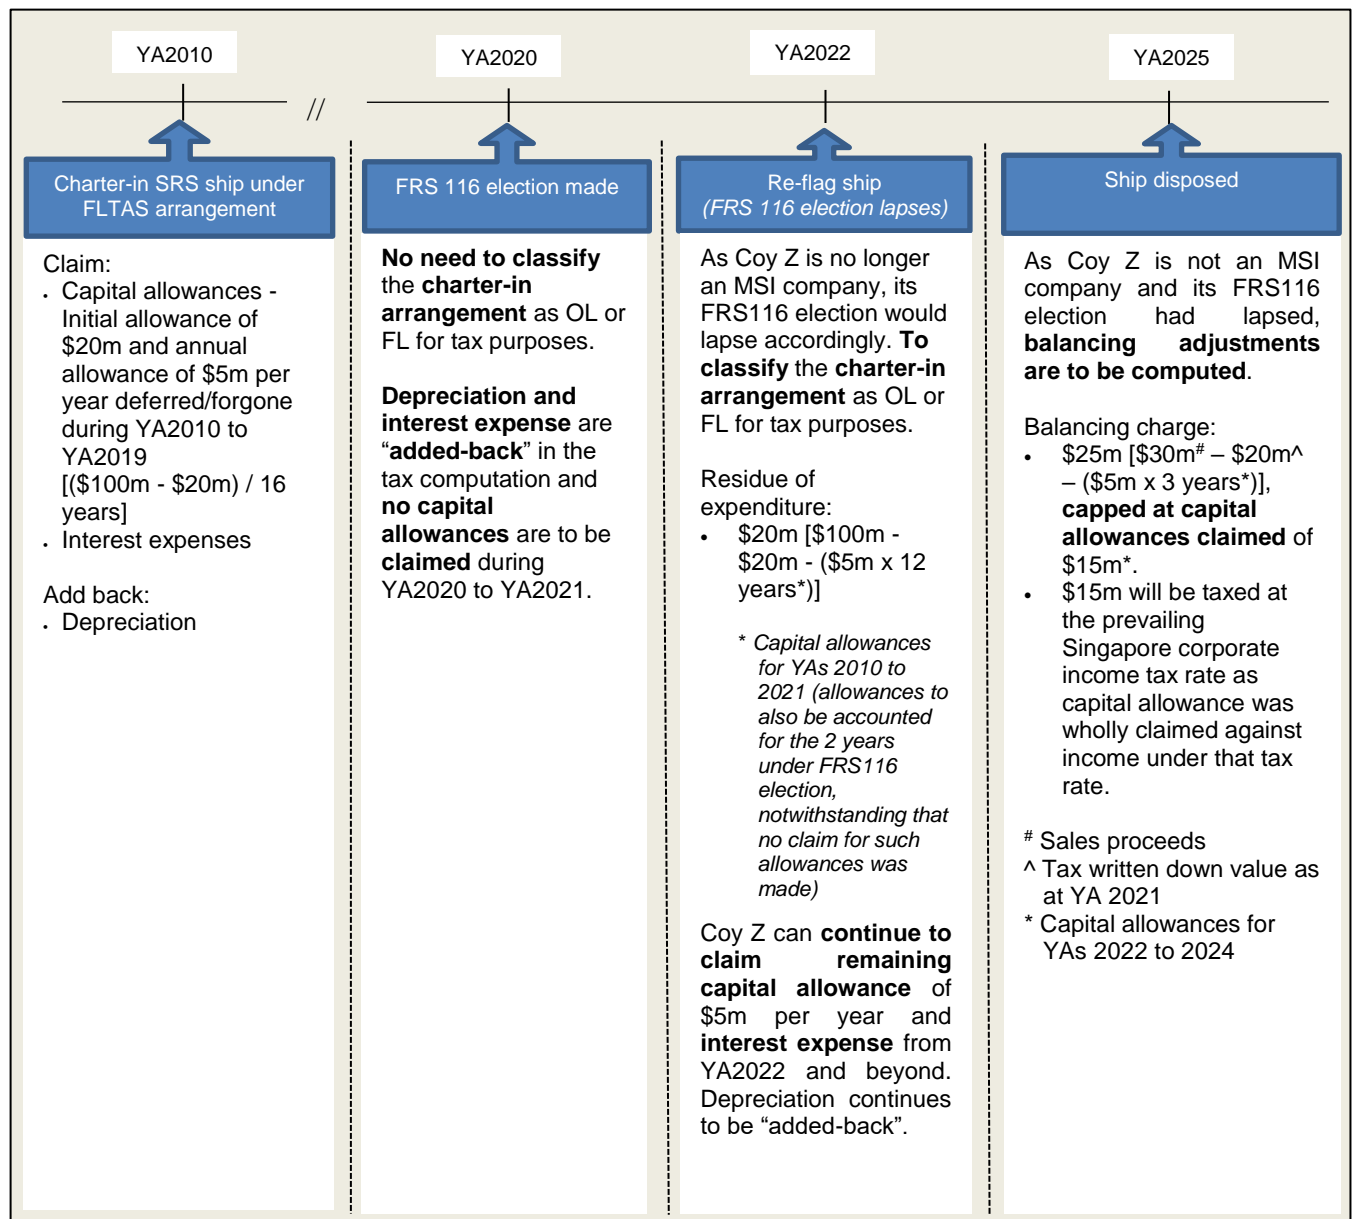 YA2010
YA2020
YA2022
YA2025
//
Charter-in SRS ship under
FLTAS arrangement
Claim:
• Capital allowances -
Initial allowance of
$20m and annual
allowance of $5m per
year deferred/forgone
during YA2010 to
YA2019
[($100m - $20m) / 16
years]
• Interest expenses
Add back:
• Depreciation
FRS 116 election made
No need to classify
the charter-in
arrangement as OL or
FL for tax purposes.
Depreciation and
interest expense are
“added-back” in the
tax computation and
no capital
allowances are to be
claimed during
YA2020 to YA2021.
Re-flag ship
(FRS 116 election lapses)
As Coy Z is no longer
an MSI company, its
FRS116 election would
lapse accordingly. To
classify the charter-in
arrangement as OL or
FL for tax purposes.
Residue of
expenditure:
• $20m [$100m -
$20m - ($5m x 12
years*)]
* Capital allowances
for YAs 2010 to
2021 (allowances to
also be accounted
for the 2 years
under FRS116
election,
notwithstanding that
no claim for such
allowances was
made)
Coy Z can continue to
claim remaining
capital allowance of
$5m per year and
interest expense from
YA2022 and beyond.
Depreciation continues
to be “added-back”.
Ship disposed
As Coy Z is not an MSI
company and its FRS116
election had lapsed,
balancing adjustments
are to be computed.
Balancing charge:
• $25m [$30m# – $20m^
– ($5m x 3 years*)],
capped at capital
allowances claimed of
$15m*.
• $15m will be taxed at
the prevailing
Singapore corporate
income tax rate as
capital allowance was
wholly claimed against
income under that tax
rate.
# Sales proceeds
^ Tax written down value as
at YA 2021
* Capital allowances for
YAs 2022 to 2024